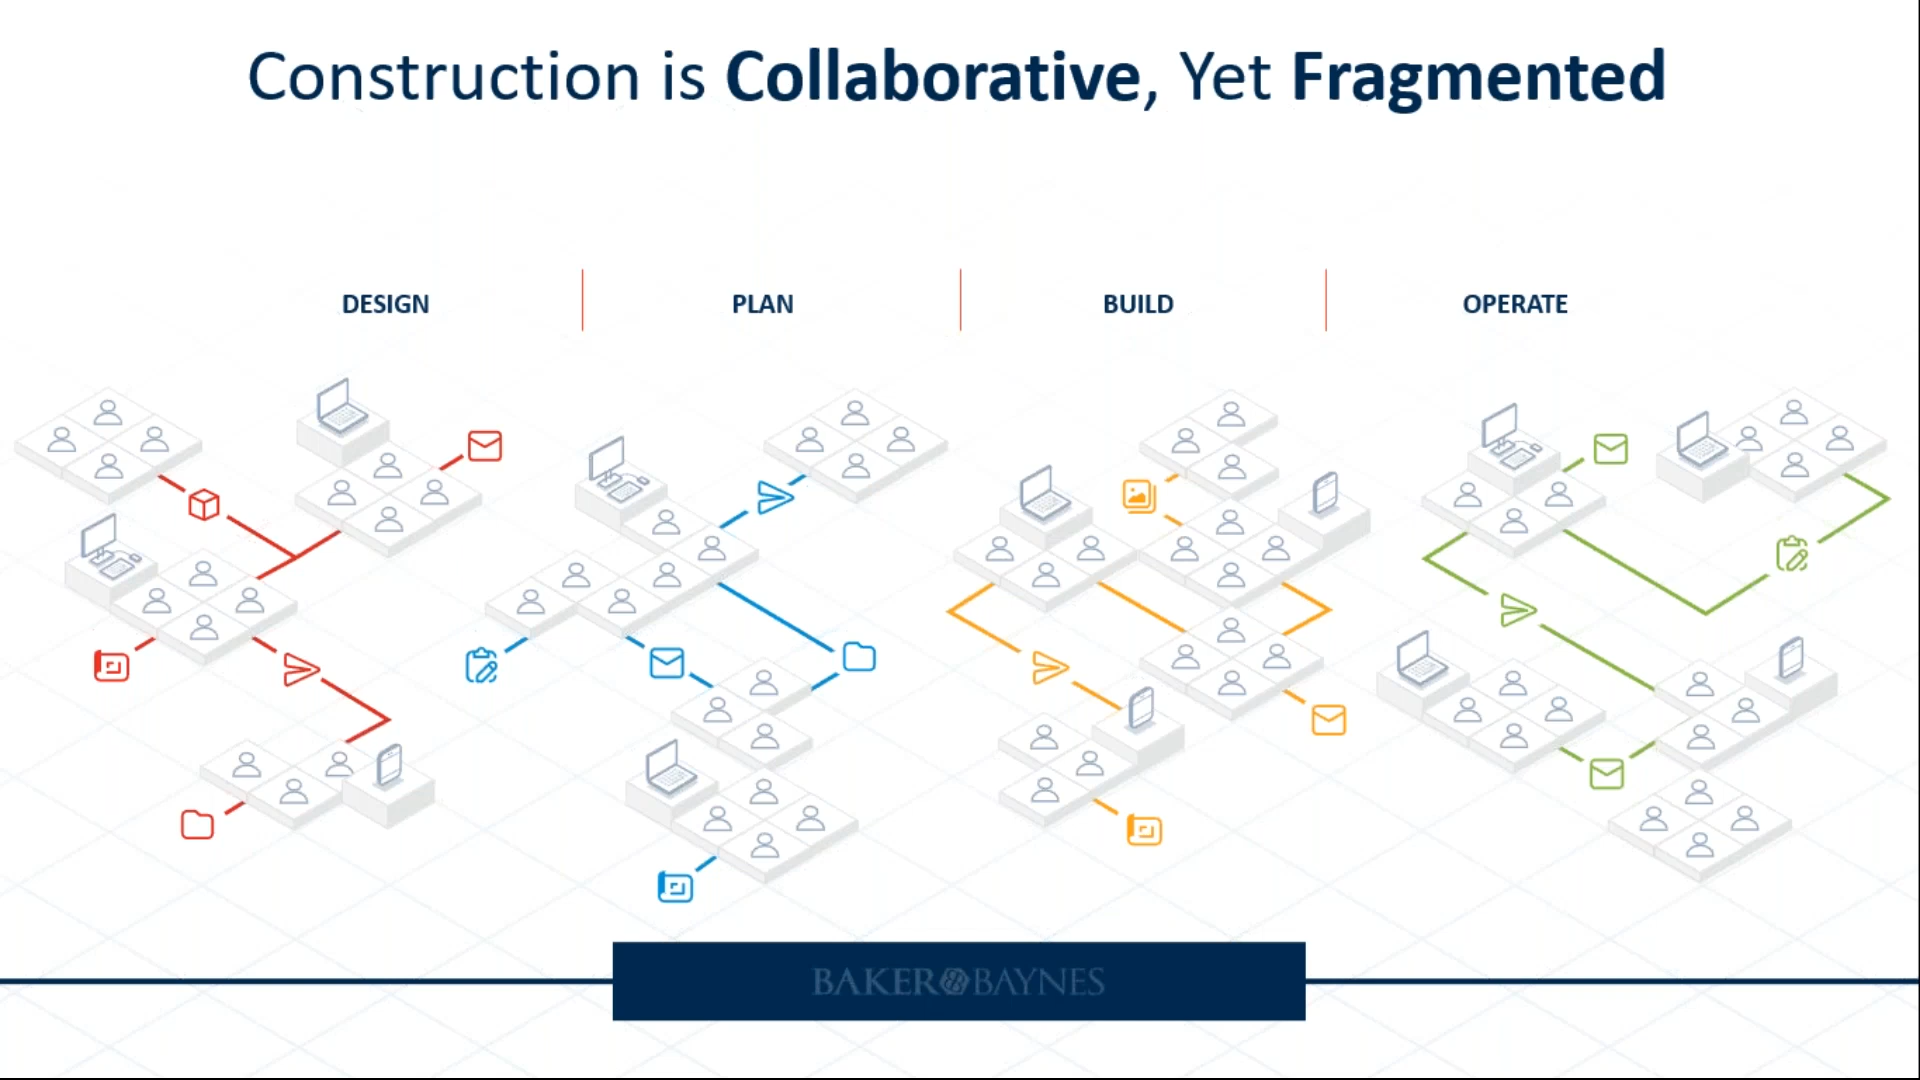 Construction is Collaborative, Yet Fragmented
DESIGN
PLAN
BUILD
OPERATE
BAKER BAYNES